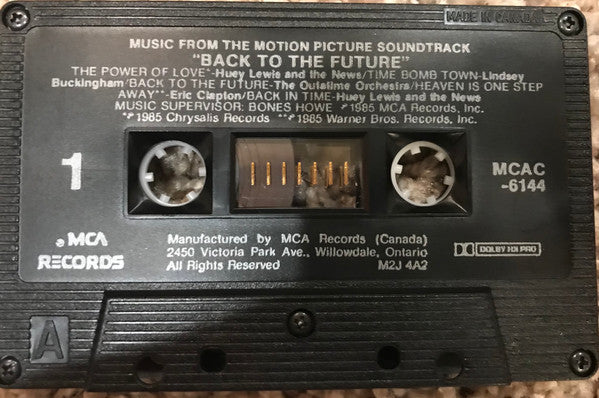 MADE IN CANADA
MUSIC FROM THE MOTION PICTURE SOUNDTRACK
"BACK TO THE FUTURE"
THE POWER OF LOVE*-Huey Lewis and the News/TIME BOMB TOWN-Lindsey
Buckingham/BACK TO THE FUTURE-The Outatime Orchestra/HEAVEN IS ONE STEP
AWAY**-Eric Clapton/BACK IN TIME-Huey Lewis and the News
MUSIC SUPERVISOR: BONES HOWE ℗1985 MCA Records, Inc.
*℗1985 Chrysalis Records **℗1985 Warner Bros. Records, Inc.
1
MCAC
-6144
MCA
RECORDS
Manufactured by MCA Records (Canada)
2450 Victoria Park Ave., Willowdale, Ontario
All Rights Reserved M2J 4A2
DOLBY HX PRO
A